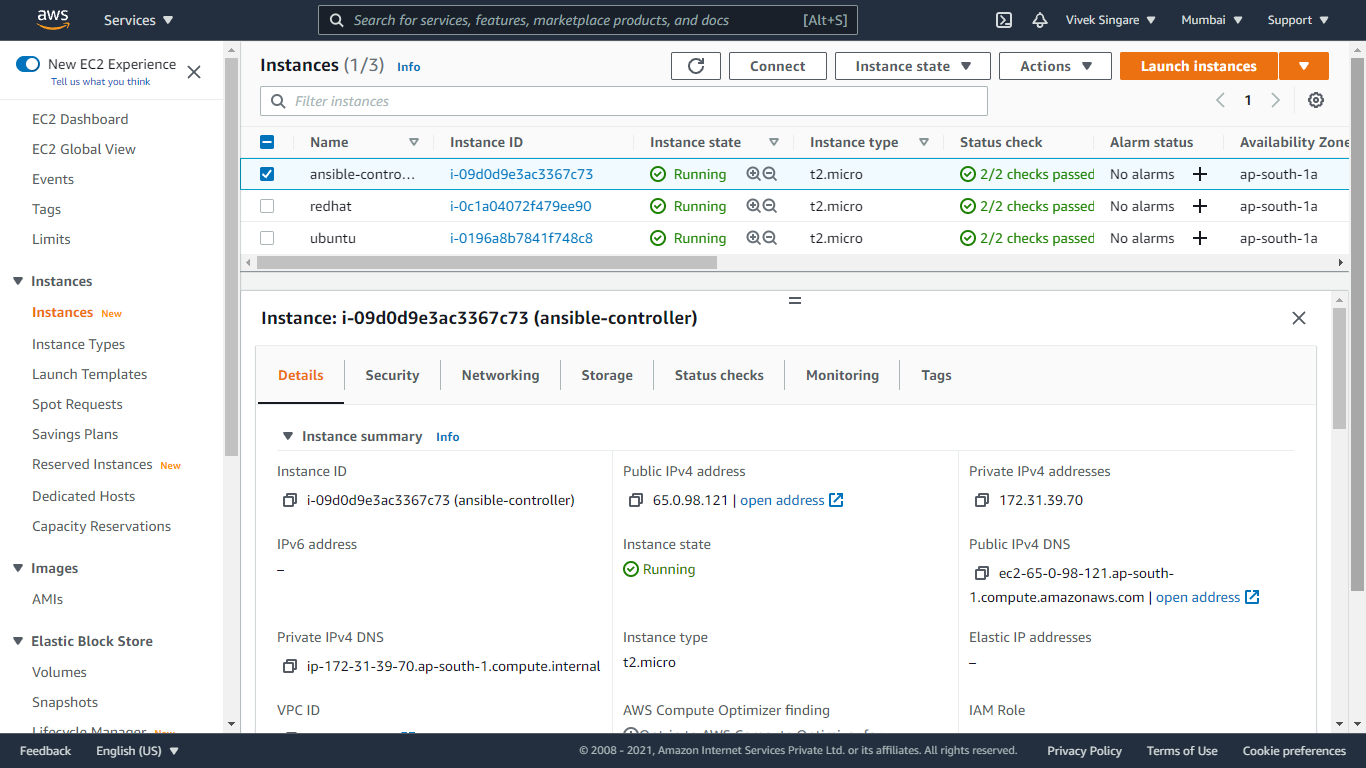 aws Services Search for services, features, marketplace products, and docs [Alt+S] Vivek Singare Mumbai Support
New EC2 Experience
Tell us what you think
EC2 Dashboard
EC2 Global View
Events
Tags
Limits
Instances
Instances New
Instance Types
Launch Templates
Spot Requests
Savings Plans
Reserved Instances New
Dedicated Hosts
Capacity Reservations
Images
AMIs
Elastic Block Store
Volumes
Snapshots
Lifecycle Manager New
Instances (1/3) Info Connect Instance state Actions Launch instances
Filter instances 1
Name Instance ID Instance state Instance type Status check Alarm status Availability Zone
ansible-contro... i-09d0d9e3ac3367c73 Running t2.micro 2/2 checks passed No alarms + ap-south-1a
redhat i-0c1a04072f479ee90 Running t2.micro 2/2 checks passed No alarms + ap-south-1a
ubuntu i-0196a8b7841f748c8 Running t2.micro 2/2 checks passed No alarms + ap-south-1a
Instance: i-09d0d9e3ac3367c73 (ansible-controller)
Details Security Networking Storage Status checks Monitoring Tags
Instance summary Info
Instance ID
i-09d0d9e3ac3367c73 (ansible-controller)
Public IPv4 address
65.0.98.121 | open address
Private IPv4 addresses
172.31.39.70
IPv6 address
–
Instance state
Running
Public IPv4 DNS
ec2-65-0-98-121.ap-south-
1.compute.amazonaws.com | open address
Private IPv4 DNS
ip-172-31-39-70.ap-south-1.compute.internal
Instance type
t2.micro
Elastic IP addresses
–
VPC ID
AWS Compute Optimizer finding
IAM Role
Feedback English (US) © 2008 - 2021, Amazon Internet Services Private Ltd. or its affiliates. All rights reserved. Privacy Policy Terms of Use Cookie preferences